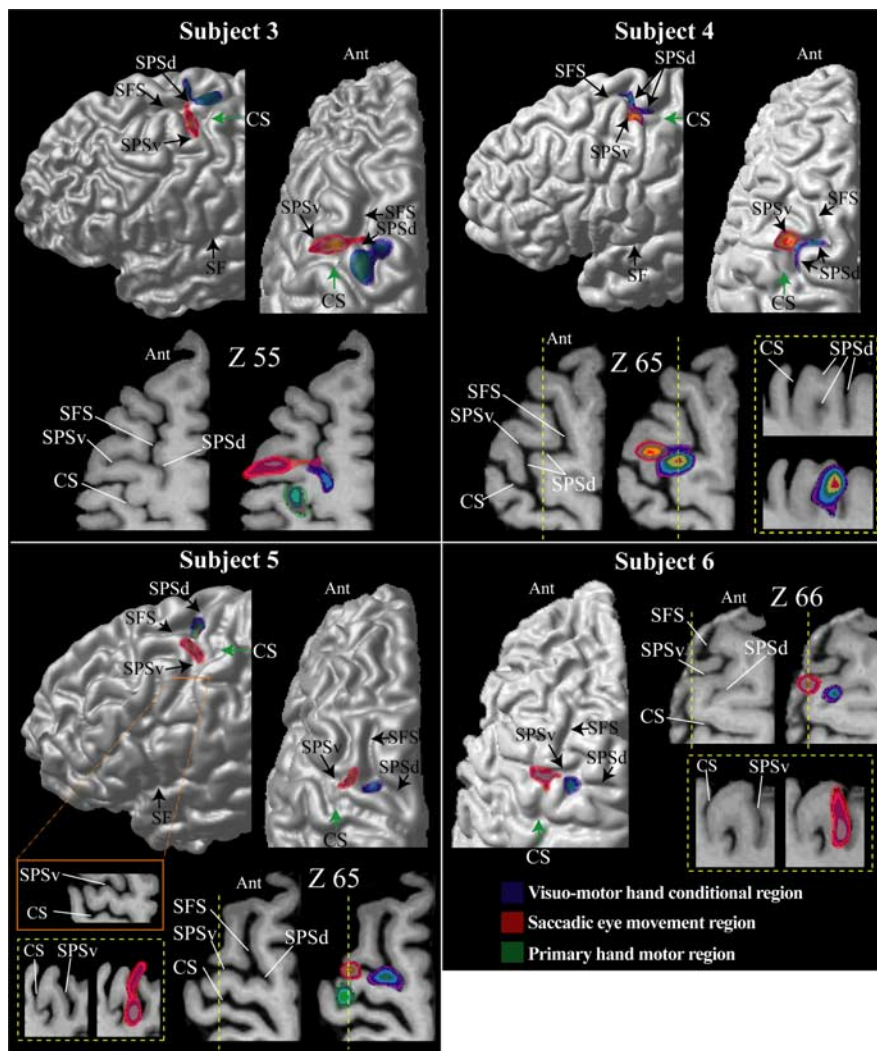 Subject 3
Ant
SPSd
SFS
CS
SPSv
SF
SPSv
SFS
SPSd
CS
Ant
Z 55
SFS
SPSv
SPSd
CS
Subject 4
Ant
SPSd
SFS
CS
SPSv
SF
SFS
SPSv
SPSd
CS
Ant
Z 65
SFS
SPSv
SPSd
CS
CS
SPSd
Subject 5
Ant
SPSd
SFS
CS
SPSv
SF
SFS
SPSv
SPSd
CS
SPSv
CS
CS SPSv
Ant
Z 65
SFS
SPSv
SPSd
CS
Subject 6
Ant
SFS
SPSv
SPSd
CS
Ant
Z 66
SFS
SPSv
SPSd
CS
CS
SPSv
Visuo-motor hand conditional region
Saccadic eye movement region
Primary hand motor region